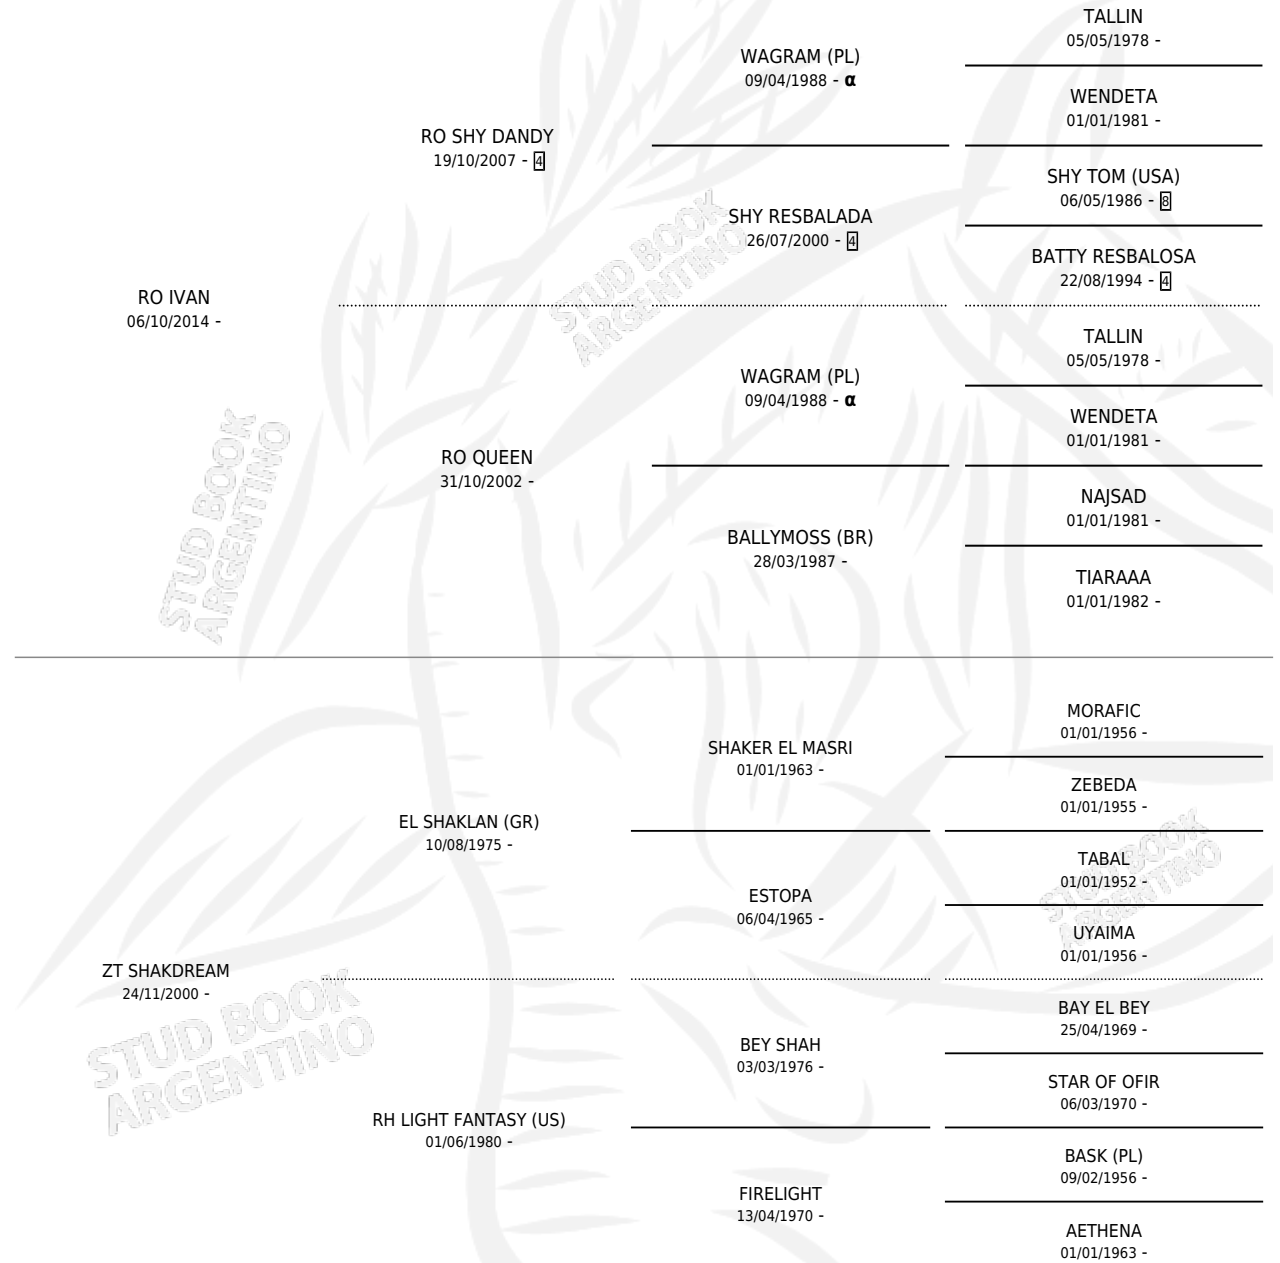 TALLIN
05/05/1978 -
WAGRAM (PL)
09/04/1988 - α
WENDETA
01/01/1981 -
RO SHY DANDY
19/10/2007 - 4
SHY TOM (USA)
06/05/1986 - 8
SHY RESBALADA
26/07/2000 - 4
BATTY RESBALOSA
22/08/1994 - 4
RO IVAN
06/10/2014 -
STUD BOOK
ARGENTINO
TALLIN
05/05/1978 -
WAGRAM (PL)
09/04/1988 - α
WENDETA
01/01/1981 -
RO QUEEN
31/10/2002 -
NAJSAD
01/01/1981 -
BALLYMOSS (BR)
28/03/1987 -
TIARAAA
01/01/1982 -
STUD BOOK
ARGENTINO
MORAFIC
01/01/1956 -
SHAKER EL MASRI
01/01/1963 -
ZEBEDA
01/01/1955 -
EL SHAKLAN (GR)
10/08/1975 -
TABAL
01/01/1952 -
ESTOPA
06/04/1965 -
UYAIMA
01/01/1956 -
STUD BOOK
ARGENTINO
ZT SHAKDREAM
24/11/2000 -
STUD BOOK
ARGENTINO
BAY EL BEY
25/04/1969 -
BEY SHAH
03/03/1976 -
STAR OF OFIR
06/03/1970 -
RH LIGHT FANTASY (US)
01/06/1980 -
BASK (PL)
09/02/1956 -
FIRELIGHT
13/04/1970 -
AETHENA
01/01/1963 -